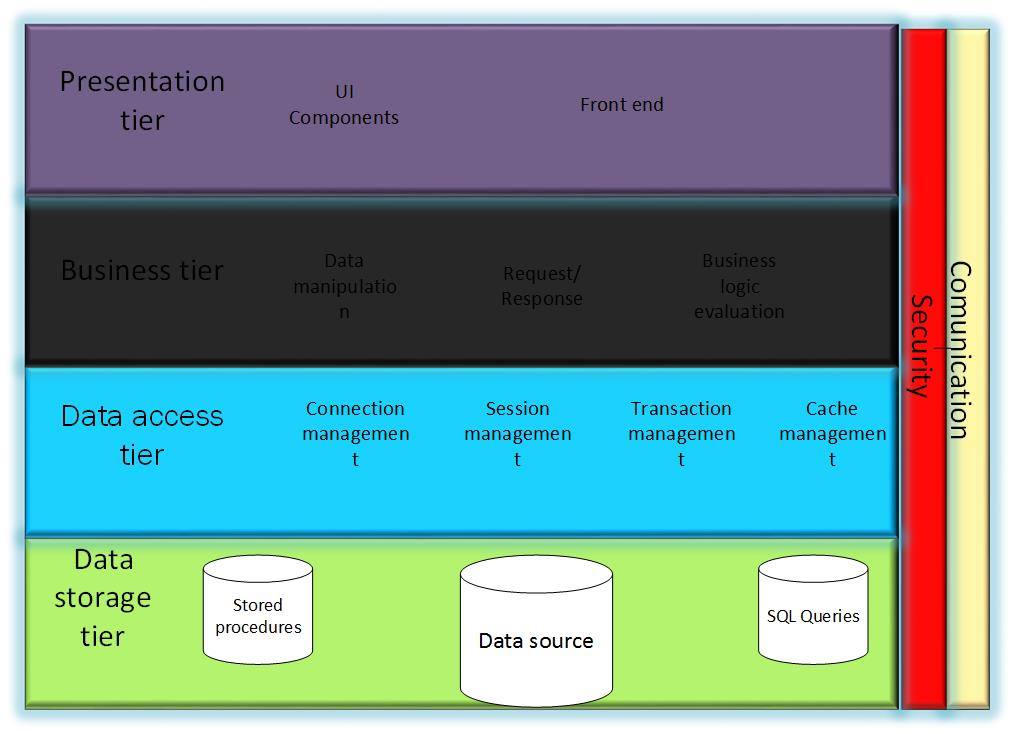 Presentation
tier
UI
Components
Front end
Business tier
Data
manipulatio
n
Request/
Response
Business
logic
evaluation
Data access
tier
Connection
managemen
t
Session
managemen
t
Transaction
managemen
t
Cache
managemen
t
Data
storage
tier
Stored
procedures
Data source
SQL Queries
Security
Comunication